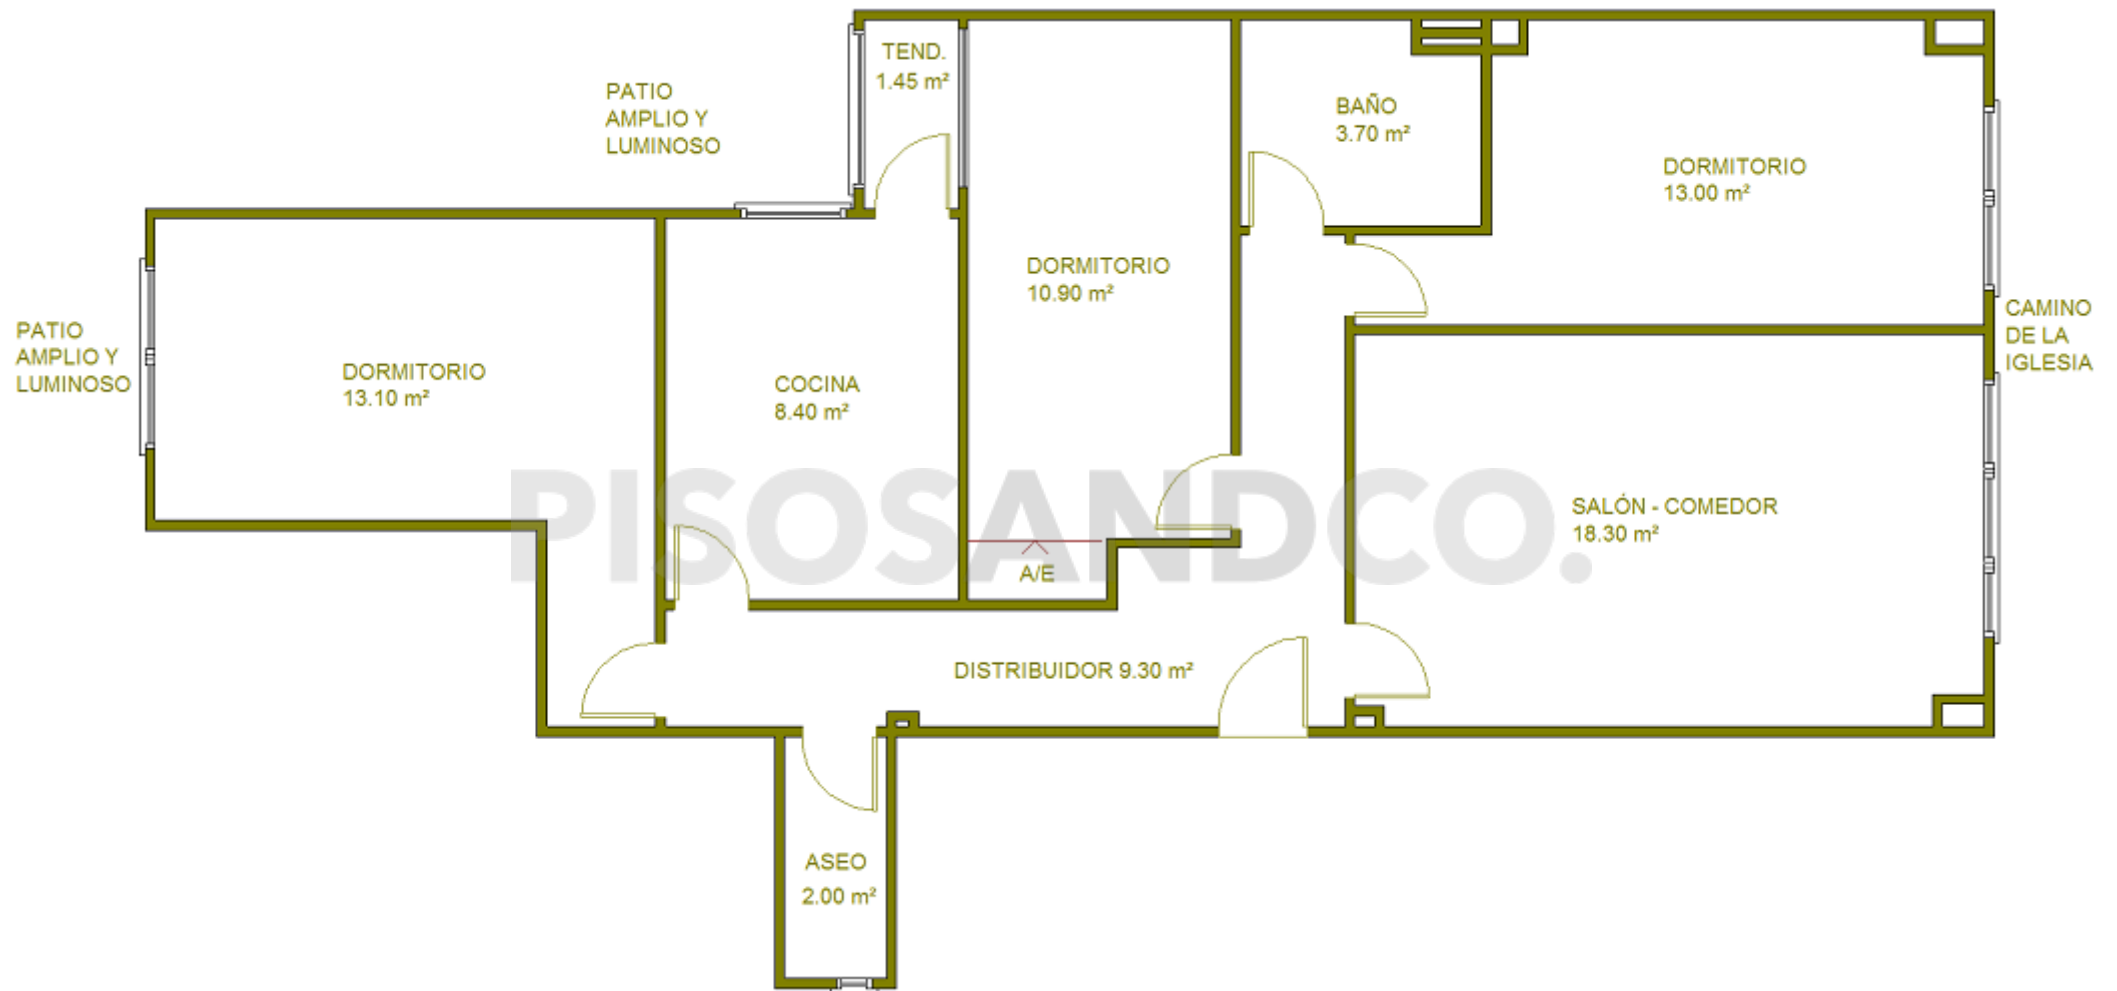 TEND.
1.45 m²
PATIO
AMPLIO Y
LUMINOSO
BAÑO
3.70 m²
DORMITORIO
13.00 m²
DORMITORIO
10.90 m²
CAMINO
DE LA
IGLESIA
PATIO
AMPLIO Y
LUMINOSO
DORMITORIO
13.10 m²
COCINA
8.40 m²
SALÓN - COMEDOR
18.30 m²
PISOSANDCO.
A/E
DISTRIBUIDOR 9.30 m²
ASEO
2.00 m²